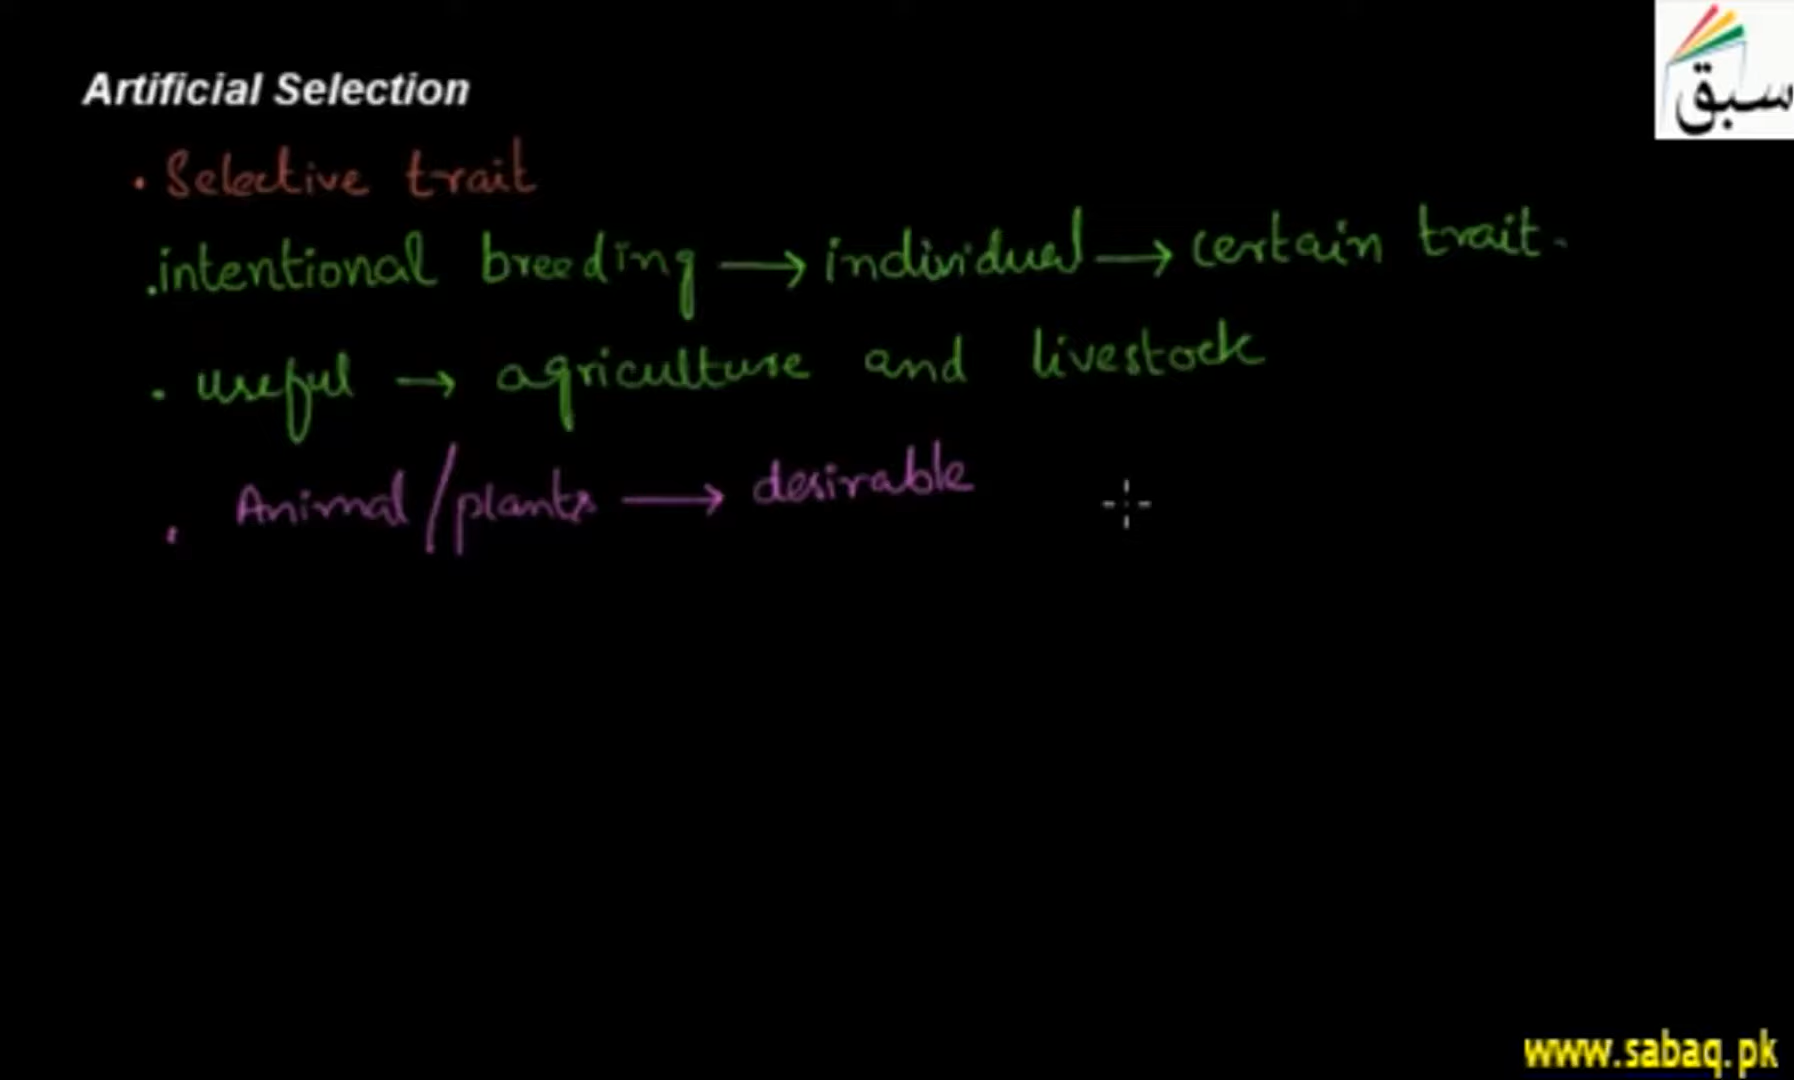 سبق
Artificial Selection
. Selective trait
.intentional breeding → individual → certain trait.
. useful → agriculture and livestock
. Animal/plants → desirable
www.sabaq.pk